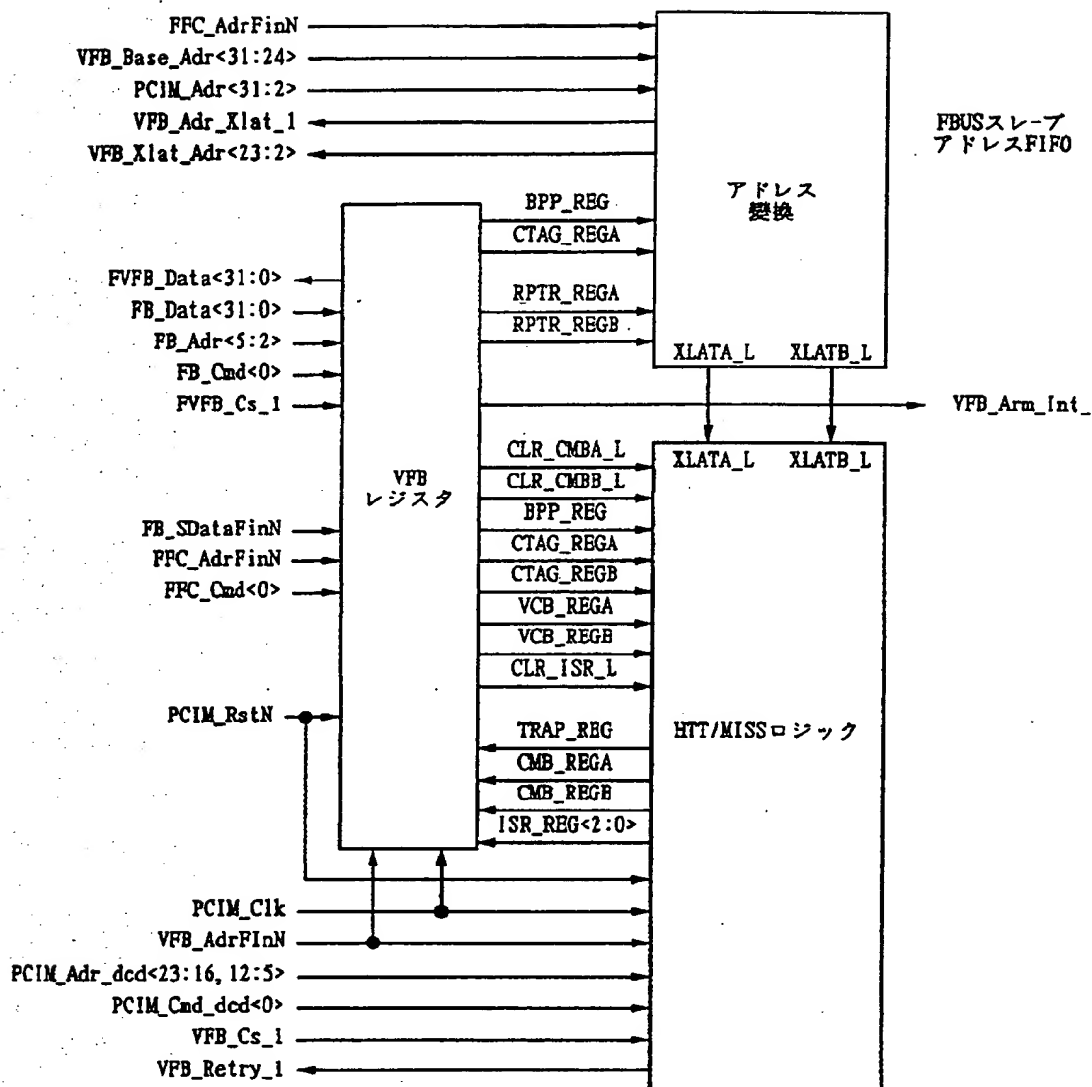 FFC_AdrFinN
VFB_Base_Adr<31:24>
PCIM_Adr<31:2>
VFB_Adr_Xlat_1
VFB_Xlat_Adr<23:2>
アドレス
變換
XLATA_L XLATB_L
FBUSスレーブ
アドレスFIFO
BPP_REG
CTAG_REGA
RPTR_REGA
RPTR_REGB
FVFB_Data<31:0>
FB_Data<31:0>
FB_Adr<5:2>
FB_Cmd<0>
FVFB_Cs_1
VFB_Arm_Int_
VFB
レジスタ
FB_SDataFinN
FFC_AdrFinN
FFC_Cmd<0>
PCIM_RstN
CLR_CMBA_L
CLR_CMBB_L
BPP_REG
CTAG_REGA
CTAG_REGB
VCB_REGA
VCB_REGB
CLR_ISR_L
TRAP_REG
CMB_REGA
CMB_REGB
ISR_REG<2:0>
XLATA_L XLATB_L
HTT/MISSロジック
PCIM_Clk
VFB_AdrFInN
PCIM_Adr_dcd<23:16,12:5>
PCIM_Cmd_dcd<0>
VFB_Cs_1
VFB_Retry_1